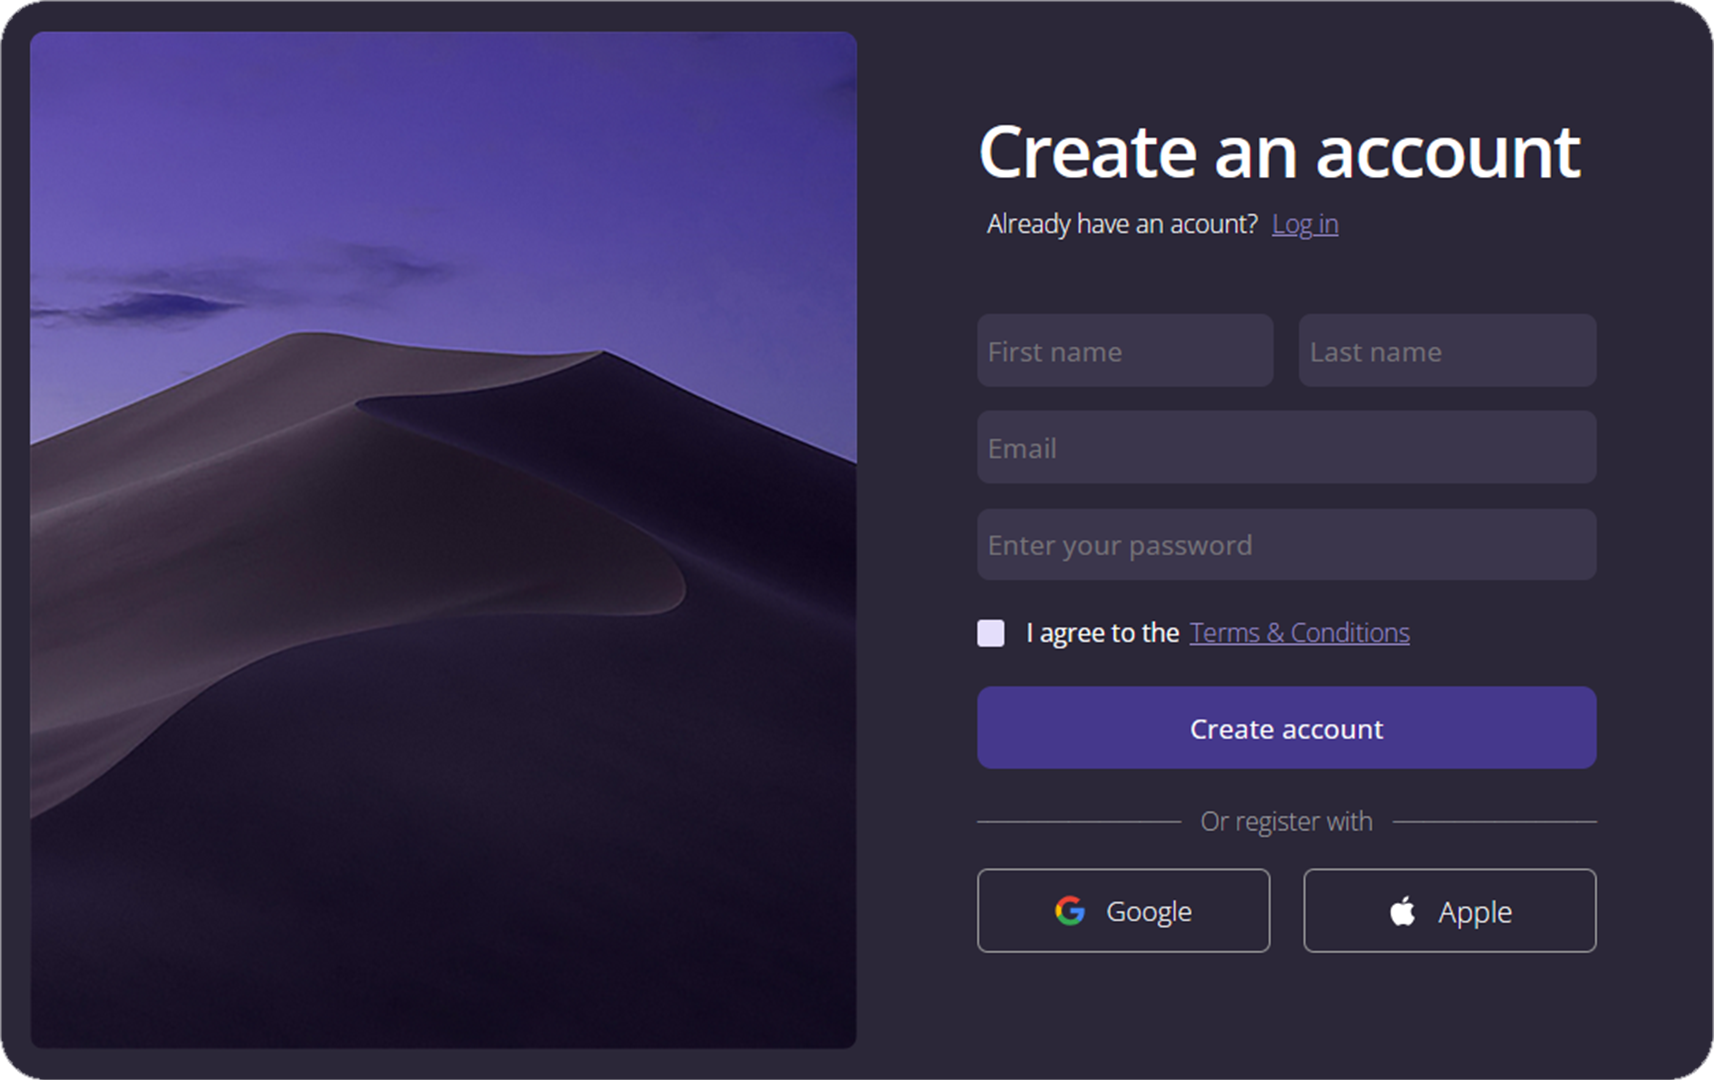 Create an account
Already have an acount? Log in
First name Last name
Email
Enter your password
I agree to the Terms & Conditions
Create account
Or register with
Google Apple